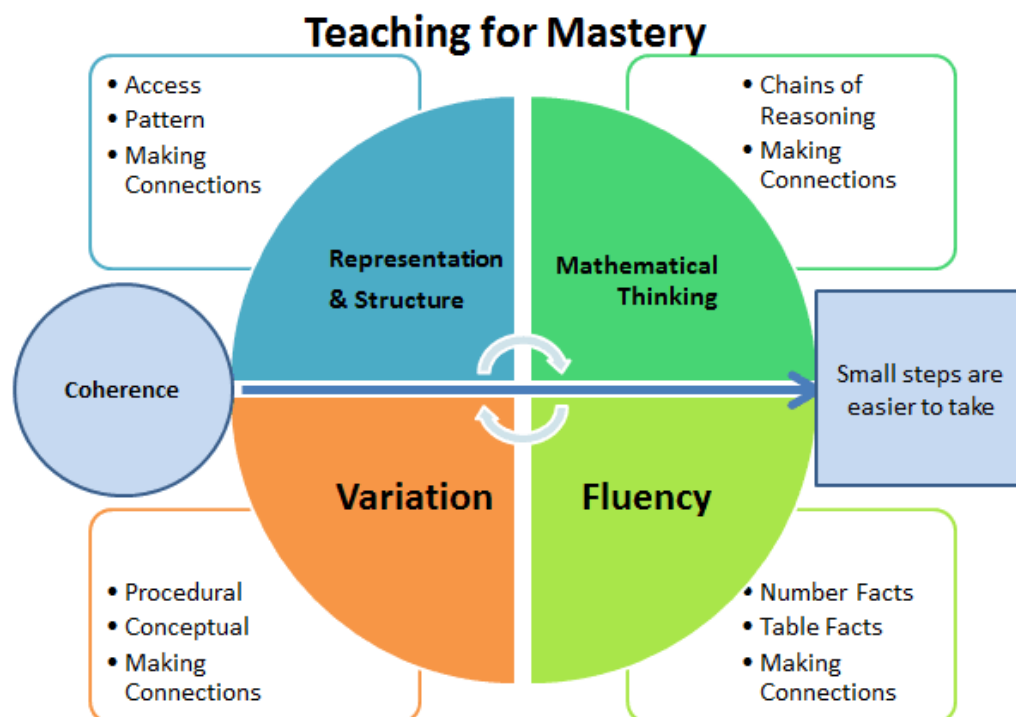 Teaching for Mastery
• Access
• Pattern
• Making
Connections
• Chains of
Reasoning
• Making
Connections
Representation
& Structure
Mathematical
Thinking
Coherence
Small steps are
easier to take
Variation
Fluency
• Procedural
• Conceptual
• Making
Connections
• Number Facts
• Table Facts
• Making
Connections